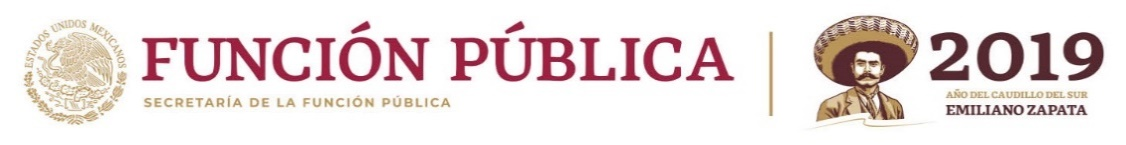 ESTADOS UNIDOS MEXICANOS
FUNCIÓN PÚBLICA
SECRETARÍA DE LA FUNCIÓN PÚBLICA
2019
AÑO DEL CAUDILLO DEL SUR
EMILIANO ZAPATA